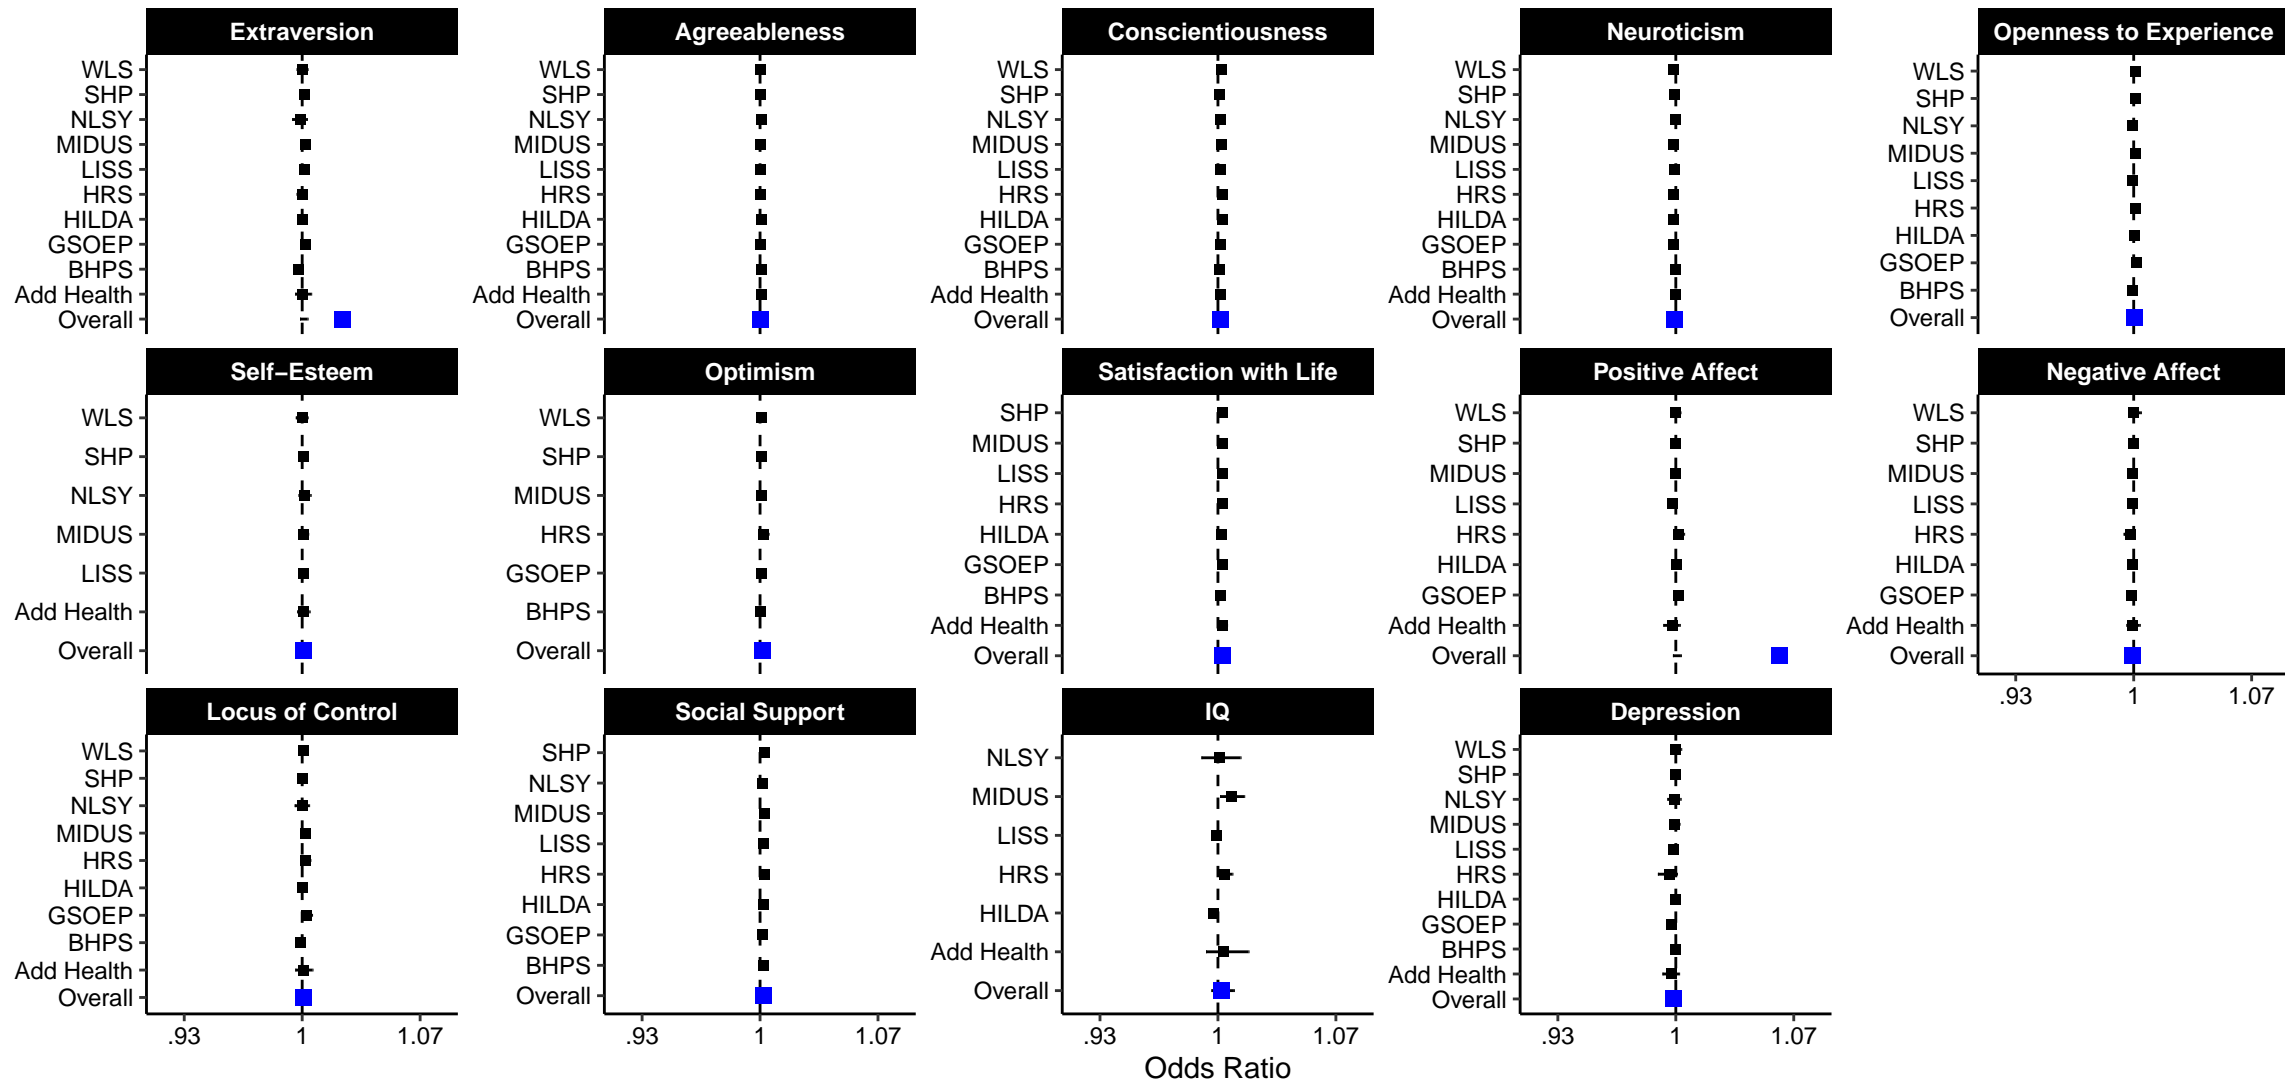 Extraversion
WLS
SHP
NLSY
MIDUS
LISS
HRS
HILDA
GSOEP
BHPS
Add Health
Overall
Agreeableness
WLS
SHP
NLSY
MIDUS
LISS
HRS
HILDA
GSOEP
BHPS
Add Health
Overall
Conscientiousness
WLS
SHP
NLSY
MIDUS
LISS
HRS
HILDA
GSOEP
BHPS
Add Health
Overall
Neuroticism
WLS
SHP
NLSY
MIDUS
LISS
HRS
HILDA
GSOEP
BHPS
Add Health
Overall
Openness to Experience
WLS
SHP
NLSY
MIDUS
LISS
HRS
HILDA
GSOEP
BHPS
Overall
Self−Esteem
WLS
SHP
NLSY
MIDUS
LISS
Add Health
Overall
Optimism
WLS
SHP
MIDUS
HRS
GSOEP
BHPS
Overall
Satisfaction with Life
SHP
MIDUS
LISS
HRS
HILDA
GSOEP
BHPS
Add Health
Overall
Positive Affect
WLS
SHP
MIDUS
LISS
HRS
HILDA
GSOEP
Add Health
Overall
Negative Affect
WLS
SHP
MIDUS
LISS
HRS
HILDA
GSOEP
Add Health
Overall
.93 1 1.07
Locus of Control
WLS
SHP
NLSY
MIDUS
HRS
HILDA
GSOEP
BHPS
Add Health
Overall
.93 1 1.07
Social Support
SHP
NLSY
MIDUS
LISS
HRS
HILDA
GSOEP
BHPS
Overall
.93 1 1.07
IQ
NLSY
MIDUS
LISS
HRS
HILDA
Add Health
Overall
.93 1 1.07
Depression
WLS
SHP
NLSY
MIDUS
LISS
HRS
HILDA
GSOEP
BHPS
Add Health
Overall
.93 1 1.07
Odds Ratio